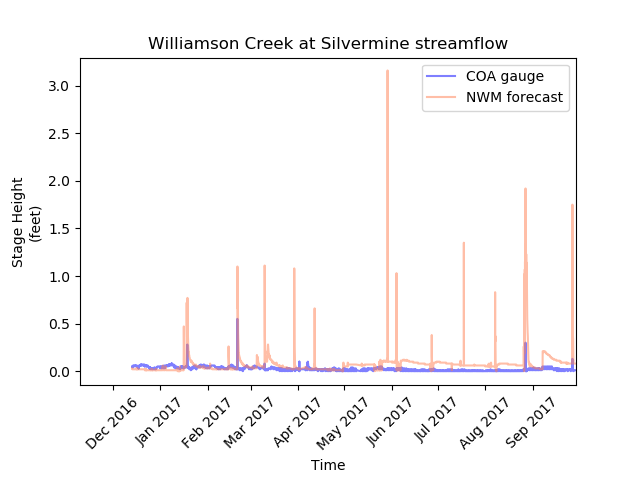 Williamson Creek at Silvermine streamflow
COA gauge
NWM forecast
Stage Height
(feet)
3.0
2.5
2.0
1.5
1.0
0.5
0.0
Dec 2016
Jan 2017
Feb 2017
Mar 2017
Apr 2017
May 2017
Jun 2017
Jul 2017
Aug 2017
Sep 2017
Time